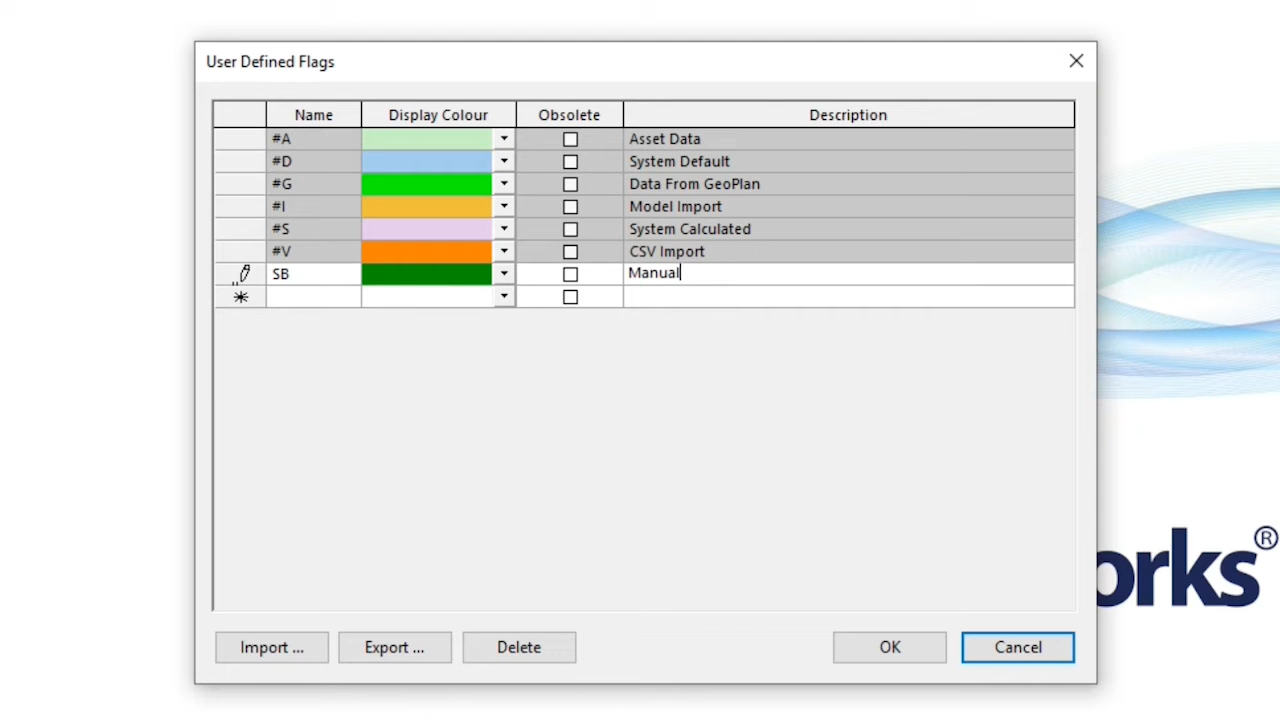 User Defined Flags
Name Display Colour Obsolete Description
#A Asset Data
#D System Default
#G Data From GeoPlan
#I Model Import
#S System Calculated
#V CSV Import
SB Manual
orks®
Import ... Export ... Delete OK Cancel